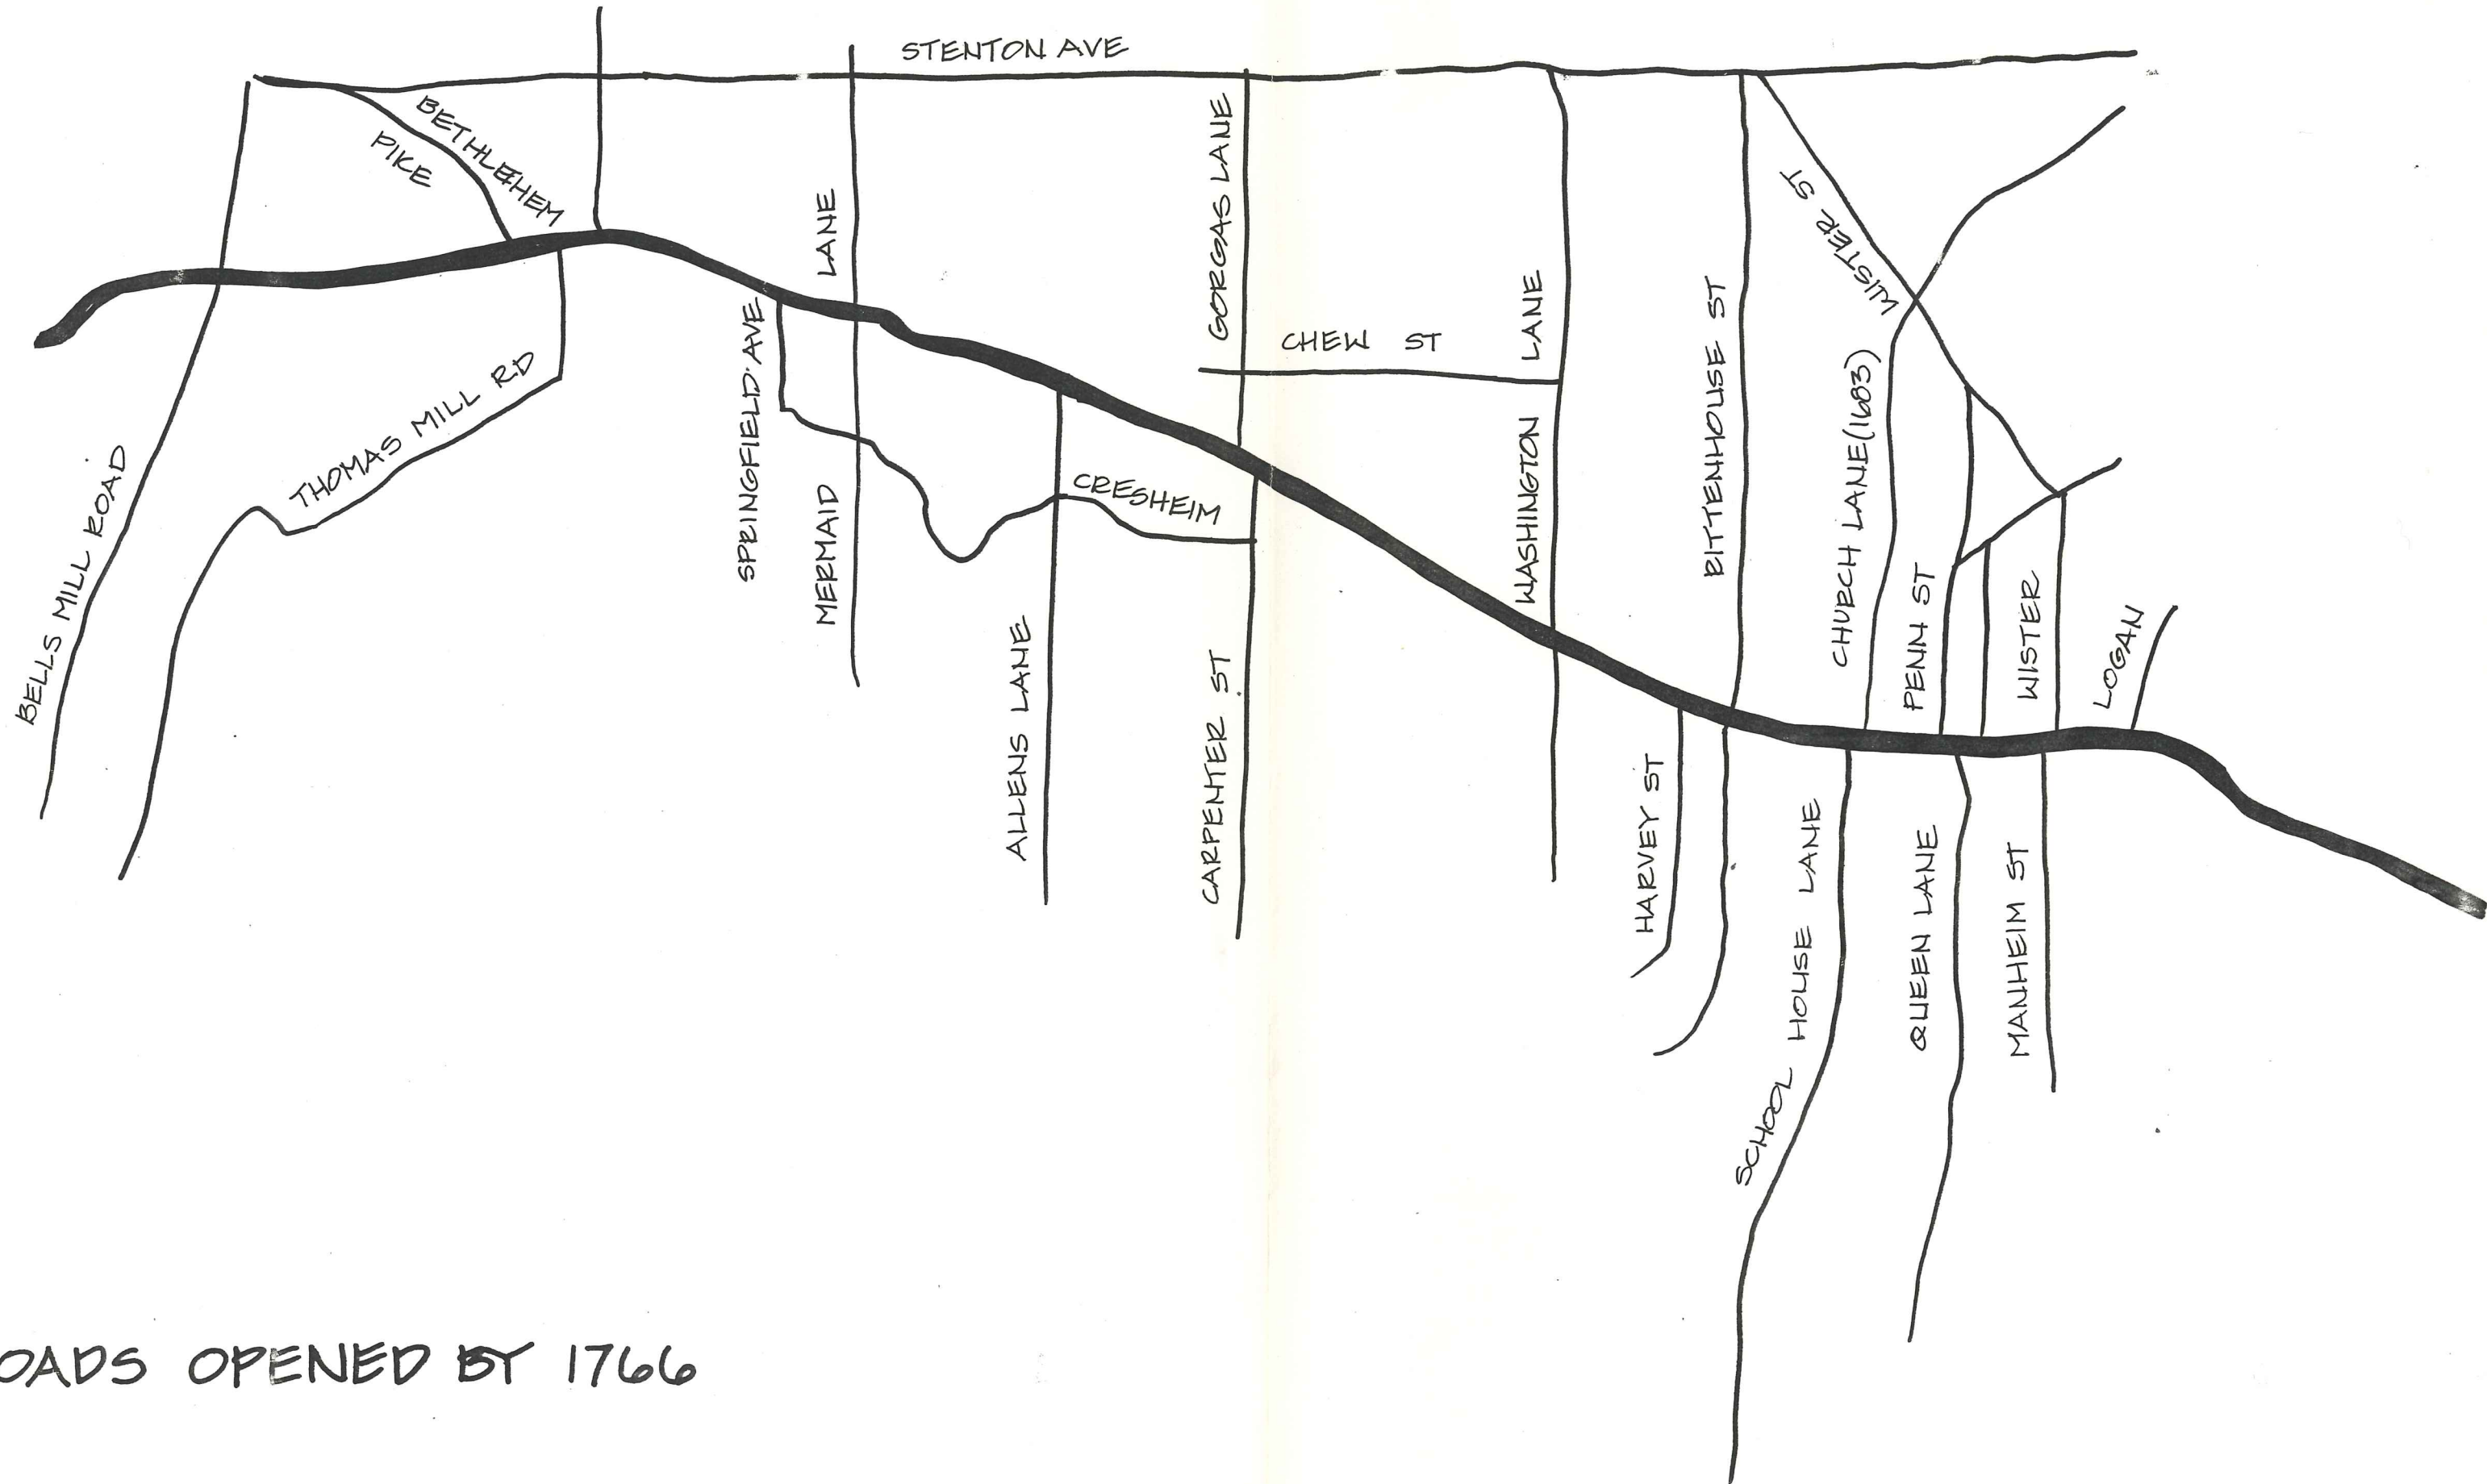 STENTON AVE
BETHLEHEM
PIKE
LANE
GORGAS LANE
WISTER ST
CHEW ST
LANE
RITTENHOUSE ST
SPRINGFIELD AVE
THOMAS MILL RD
CHURCH LANE (1683)
BELLS MILL ROAD
MERMAID
CRESHEIM
WASHINGTON
PENN ST
WISTER
LOGAN
ALLENS LANE
CARPENTER ST
HARVEY ST
SCHOOL HOUSE LANE
QUEEN LANE
MANHEIM ST
OADS OPENED BY 1766